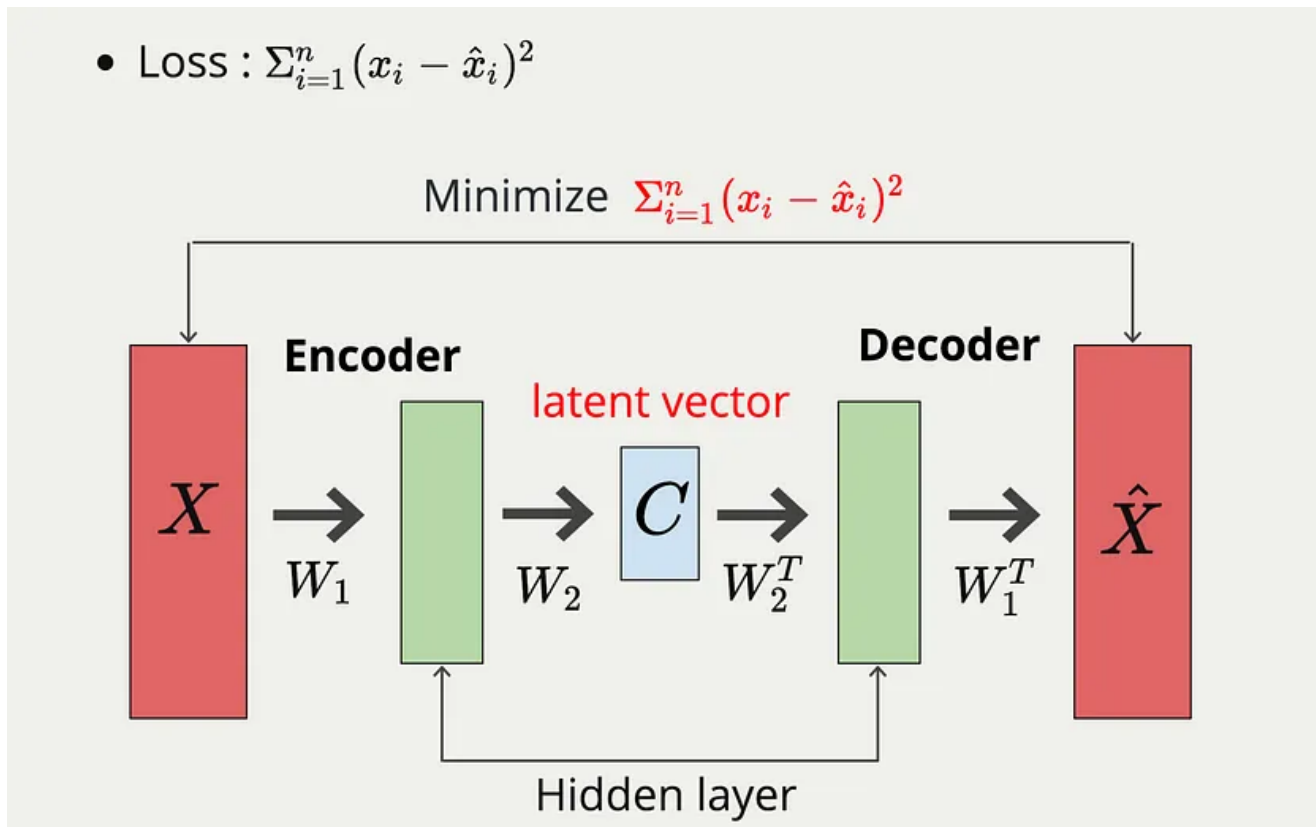 • Loss : Σⁿᵢ₌₁(xᵢ − x̂ᵢ)²
Minimize Σⁿᵢ₌₁(xᵢ − x̂ᵢ)²
Encoder
Decoder
latent vector
X
C
X̂
W₁
W₂
W₂ᵀ
W₁ᵀ
Hidden layer